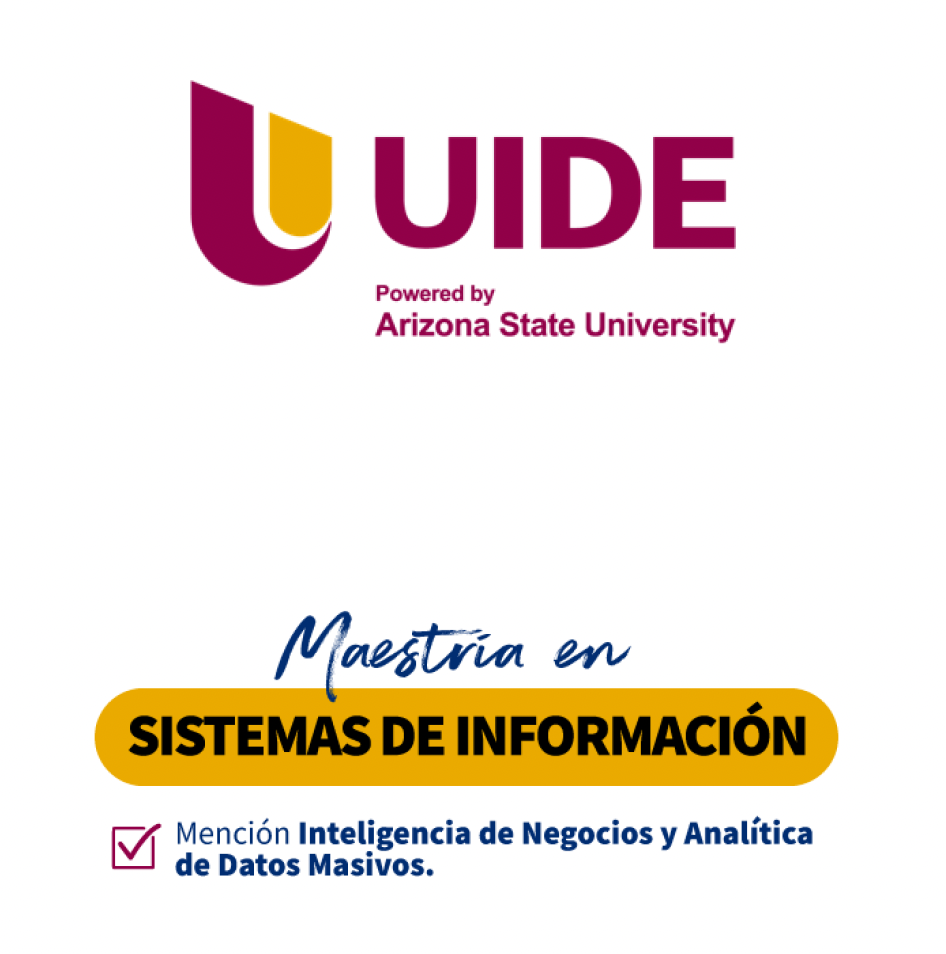 UIDE
Powered by
Arizona State University
Maestría en
SISTEMAS DE INFORMACIÓN
Mención Inteligencia de Negocios y Analítica
de Datos Masivos.